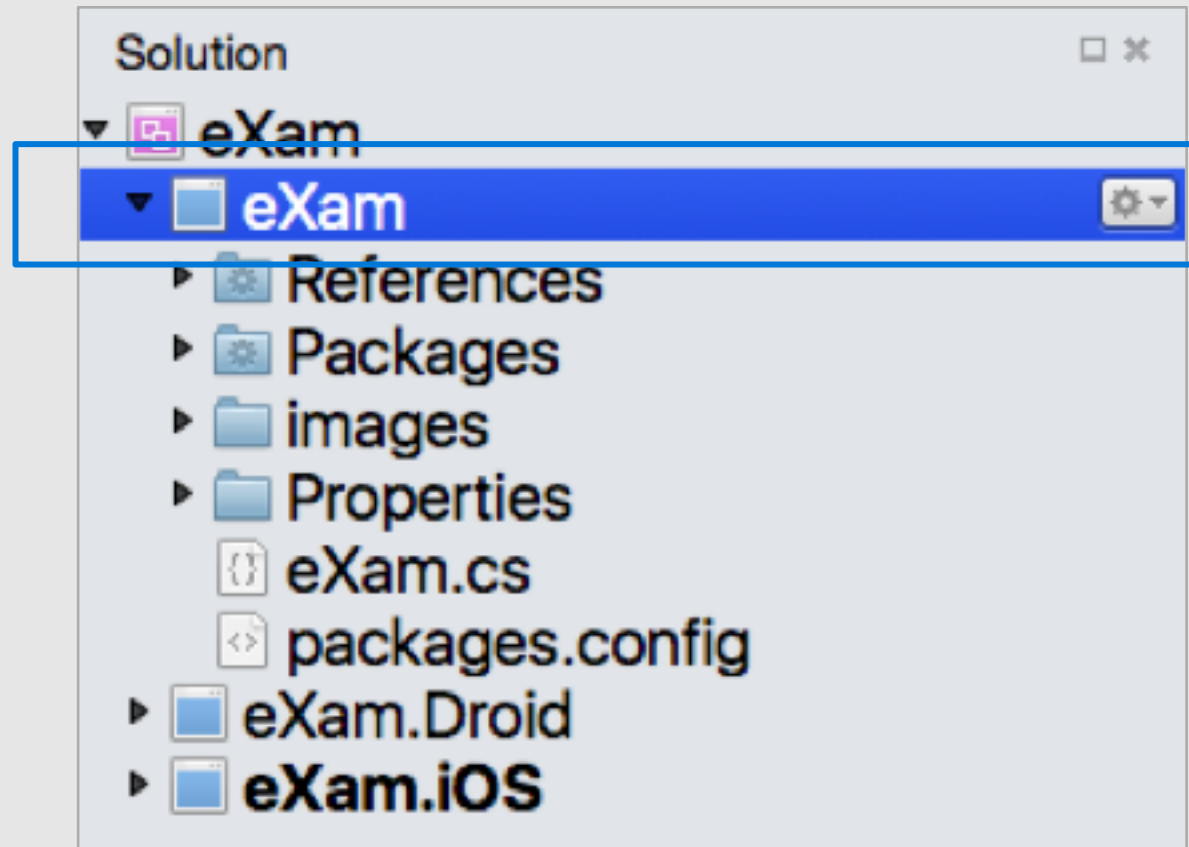 Solution
eXam
eXam
References
Packages
images
Properties
eXam.cs
packages.config
eXam.Droid
eXam.iOS